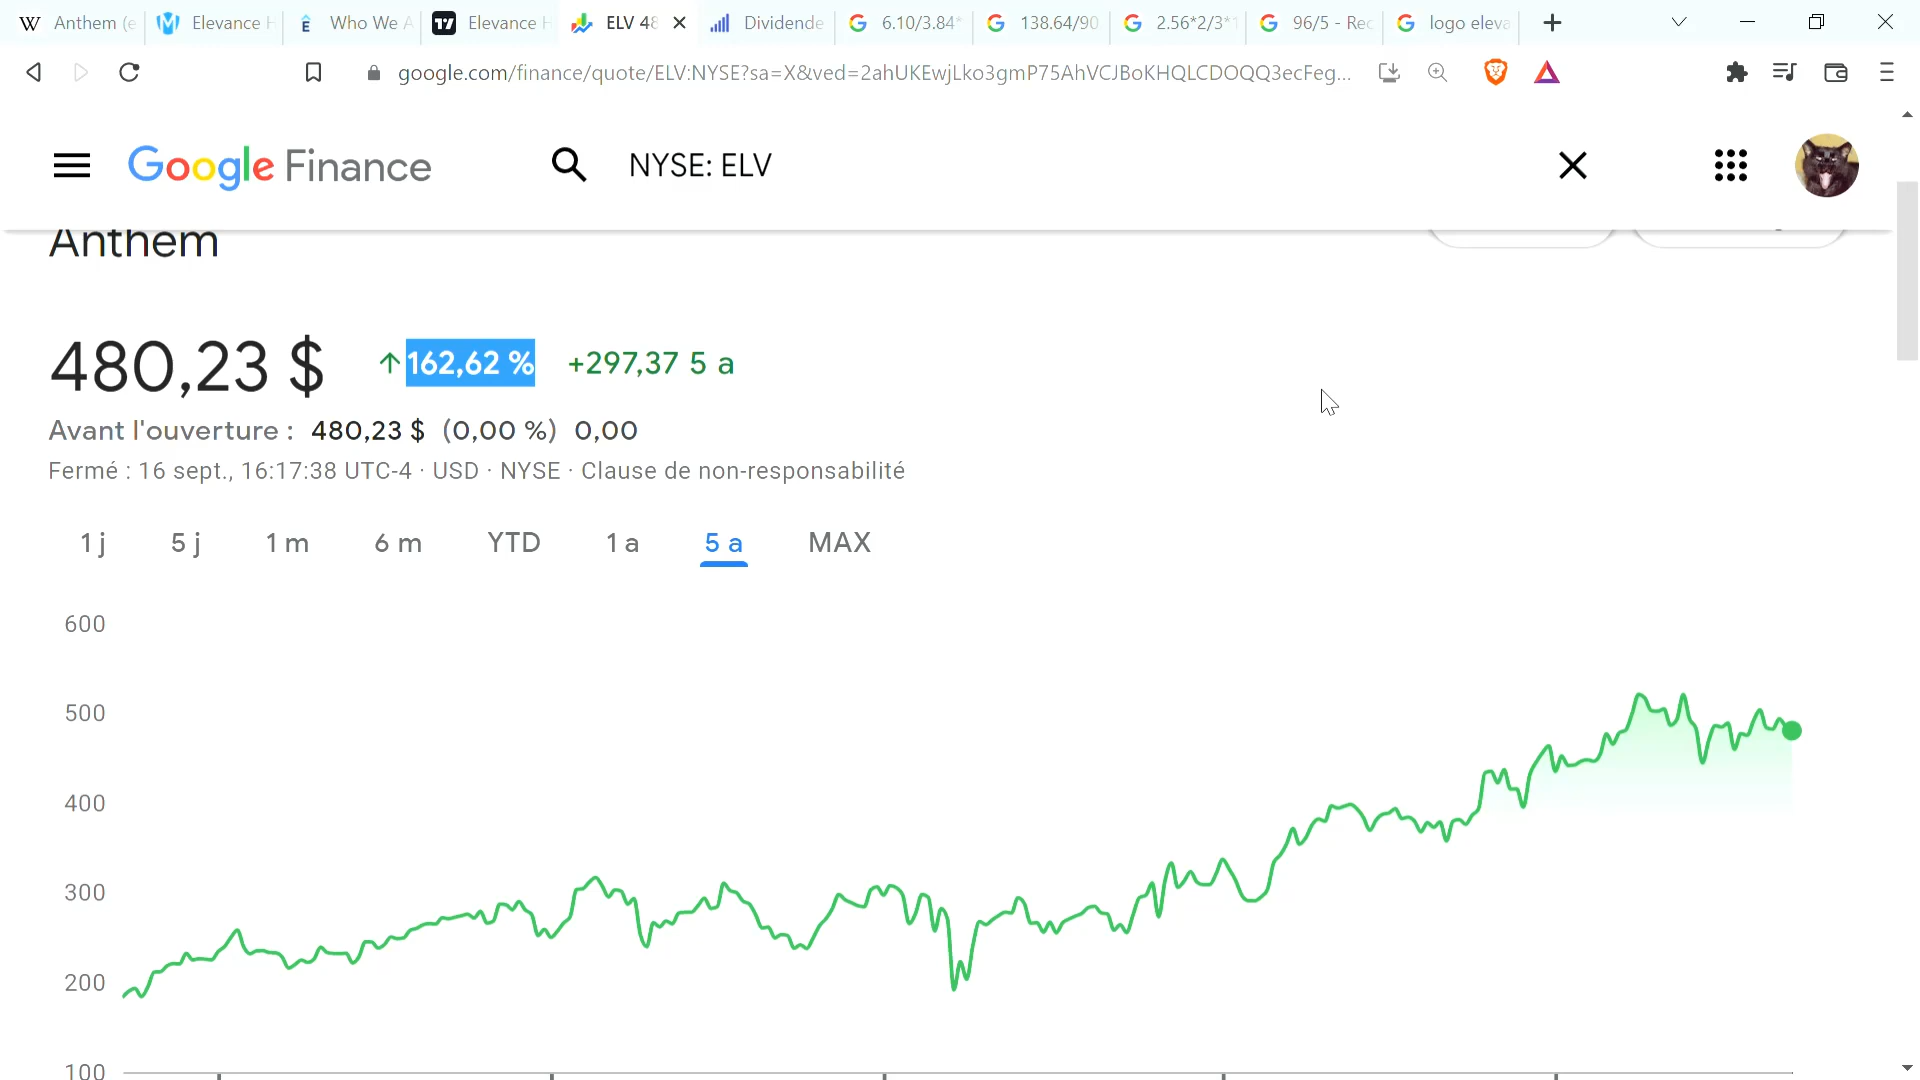 Anthem (e
Elevance H
Who We A
Elevance H
ELV 48
Dividende
6.10/3.84*
138.64/90
2.56*2/3*1
96/5 - Rec
logo eleva
google.com/finance/quote/ELV:NYSE?sa=X&ved=2ahUKEwjLko3gmP75AhVCJBoKHQLCDOQQ3ecFeg...
Google Finance
NYSE: ELV
Anthem
480,23 $ 162,62 % +297,37 5 a
Avant l'ouverture : 480,23 $ (0,00 %) 0,00
Fermé : 16 sept., 16:17:38 UTC-4 · USD · NYSE · Clause de non-responsabilité
1 j 5 j 1 m 6 m YTD 1 a 5 a MAX
600
500
400
300
200
100